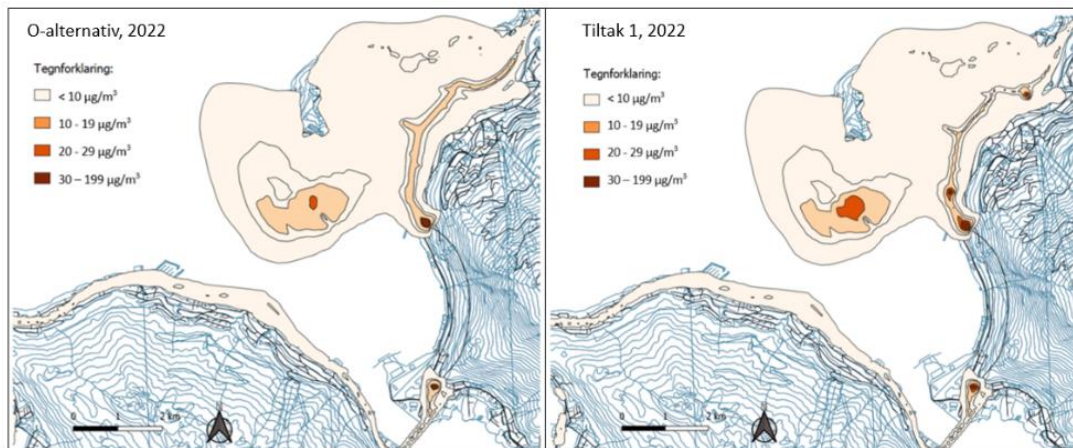 O-alternativ, 2022
Tegnforklaring:
< 10 µg/m³
10 - 19 µg/m³
20 - 29 µg/m³
30 – 199 µg/m³
0 1 2 km
N
Tiltak 1, 2022
Tegnforklaring:
< 10 µg/m³
10 - 19 µg/m³
20 - 29 µg/m³
30 – 199 µg/m³
0 1 2 km
N